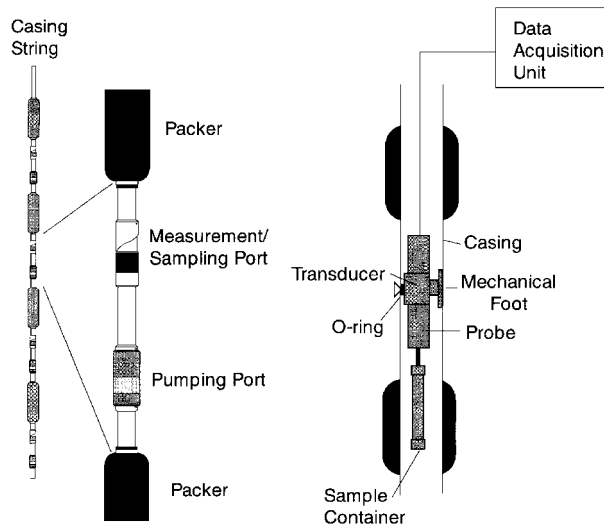 Casing
String
Packer
Measurement/
Sampling Port
Pumping Port
Packer
Data
Acquisition
Unit
Casing
Transducer
Mechanical
Foot
O-ring
Probe
Sample
Container